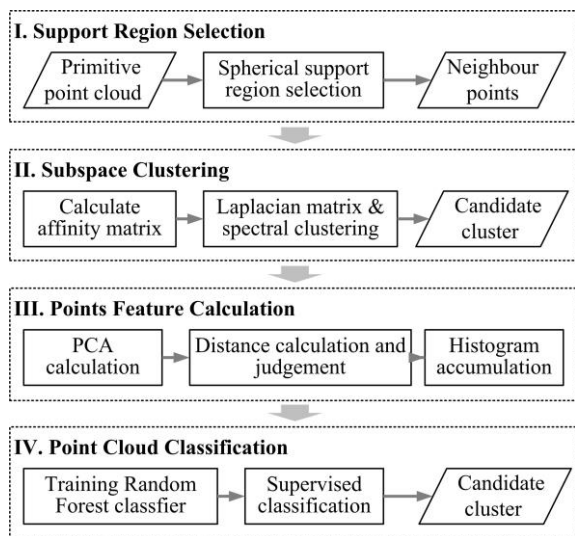 I. Support Region Selection
Primitive
point cloud
Spherical support
region selection
Neighbour
points
II. Subspace Clustering
Calculate
affinity matrix
Laplacian matrix &
spectral clustering
Candidate
cluster
III. Points Feature Calculation
PCA
calculation
Distance calculation and
judgement
Histogram
accumulation
IV. Point Cloud Classification
Training Random
Forest classfier
Supervised
classification
Candidate
cluster